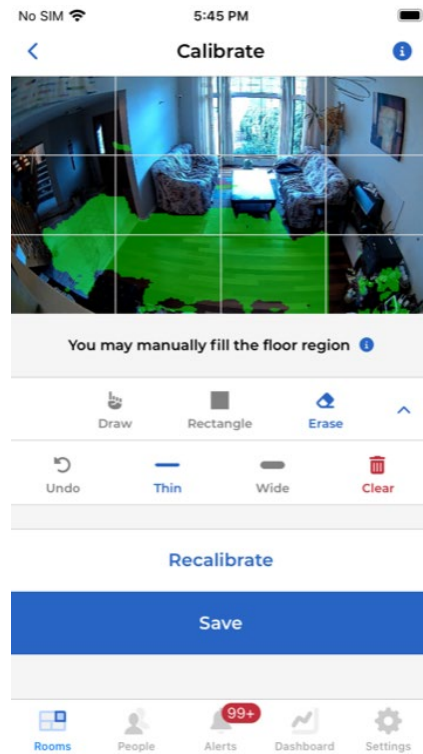 No SIM 5:45 PM
Calibrate
You may manually fill the floor region
Draw Rectangle Erase
Undo Thin Wide Clear
Recalibrate
Save
99+
Rooms People Alerts Dashboard Settings